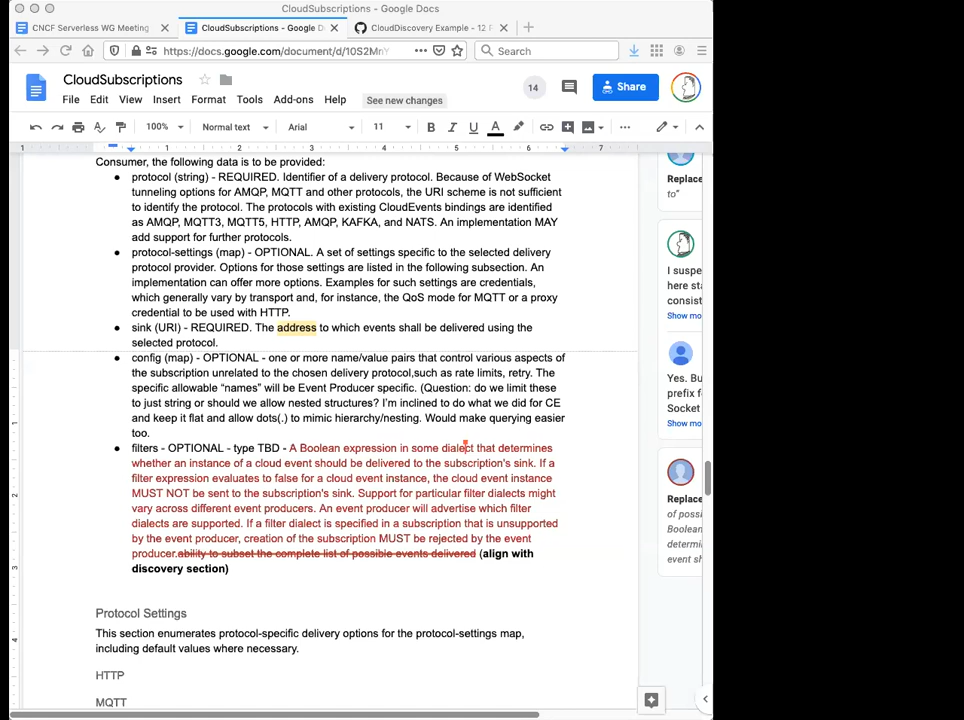 CloudSubscriptions - Google Docs
CNCF Serverless WG Meeting
CloudSubscriptions - Google D
CloudDiscovery Example - 12 F
https://docs.google.com/document/d/10S2MnY
Search
CloudSubscriptions
File Edit View Insert Format Tools Add-ons Help See new changes
14
Share
100% Normal text Arial 11 B I U A
1 1 2 3 4 5 6 7
Consumer, the following data is to be provided:
● protocol (string) - REQUIRED. Identifier of a delivery protocol. Because of WebSocket
tunneling options for AMQP, MQTT and other protocols, the URI scheme is not sufficient
to identify the protocol. The protocols with existing CloudEvents bindings are identified
as AMQP, MQTT3, MQTT5, HTTP, AMQP, KAFKA, and NATS. An implementation MAY
add support for further protocols.
● protocol-settings (map) - OPTIONAL. A set of settings specific to the selected delivery
protocol provider. Options for those settings are listed in the following subsection. An
implementation can offer more options. Examples for such settings are credentials,
which generally vary by transport and, for instance, the QoS mode for MQTT or a proxy
credential to be used with HTTP.
● sink (URI) - REQUIRED. The address to which events shall be delivered using the
selected protocol.
● config (map) - OPTIONAL - one or more name/value pairs that control various aspects of
the subscription unrelated to the chosen delivery protocol,such as rate limits, retry. The
specific allowable “names” will be Event Producer specific. (Question: do we limit these
to just string or should we allow nested structures? I'm inclined to do what we did for CE
and keep it flat and allow dots(.) to mimic hierarchy/nesting. Would make querying easier
too.
● filters - OPTIONAL - type TBD - A Boolean expression in some dialect that determines
whether an instance of a cloud event should be delivered to the subscription's sink. If a
filter expression evaluates to false for a cloud event instance, the cloud event instance
MUST NOT be sent to the subscription's sink. Support for particular filter dialects might
vary across different event producers. An event producer will advertise which filter
dialects are supported. If a filter dialect is specified in a subscription that is unsupported
by the event producer, creation of the subscription MUST be rejected by the event
producer.ability to subset the complete list of possible events delivered (align with
discovery section)
Protocol Settings
This section enumerates protocol-specific delivery options for the protocol-settings map,
including default values where necessary.
HTTP
MQTT
1
2
3
4
Replace
to”
I suspe
here sta
consist
Show mo
Yes. Bu
prefix f
Socket
Show mo
Replace
of possi
Boolean
determi
event sh